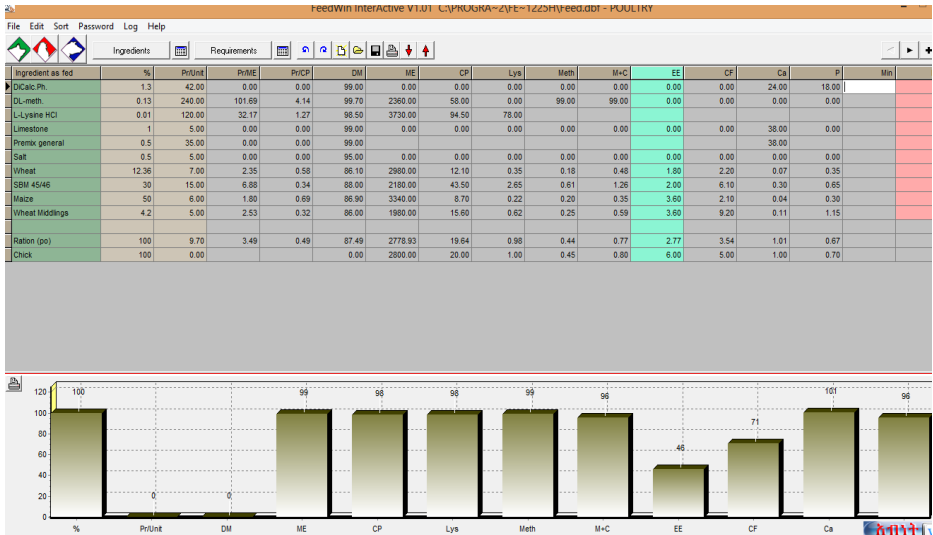 FeedWin InterActive V1.01 C:\PROGRA~2\FE~1225H\Feed.dbf - POULTRY
File Edit Sort Password Log Help
Ingredients Requirements
Ingredient as fed % Pr/Unit Pr/ME Pr/CP DM ME CP Lys Meth M+C EE CF Ca P Min
DiCalc.Ph. 1.3 42.00 0.00 0.00 99.00 0.00 0.00 0.00 0.00 0.00 0.00 0.00 24.00 18.00
DL-meth. 0.13 240.00 101.69 4.14 99.70 2360.00 58.00 0.00 99.00 99.00 0.00 0.00 0.00 0.00
L-Lysine HCl 0.01 120.00 32.17 1.27 98.50 3730.00 94.50 78.00
Limestone 1 5.00 0.00 0.00 99.00 0.00 0.00 0.00 0.00 0.00 0.00 0.00 38.00 0.00
Premix general 0.5 35.00 0.00 0.00 99.00 38.00
Salt 0.5 5.00 0.00 0.00 95.00 0.00 0.00 0.00 0.00 0.00 0.00 0.00 0.00 0.00
Wheat 12.36 7.00 2.35 0.58 86.10 2980.00 12.10 0.35 0.18 0.48 1.80 2.20 0.07 0.35
SBM 45/46 30 15.00 6.88 0.34 88.00 2180.00 43.50 2.65 0.61 1.26 2.00 6.10 0.30 0.65
Maize 50 6.00 1.80 0.69 86.90 3340.00 8.70 0.22 0.20 0.35 3.60 2.10 0.04 0.30
Wheat Middlings 4.2 5.00 2.53 0.32 86.00 1980.00 15.60 0.62 0.25 0.59 3.60 9.20 0.11 1.15
Ration (po) 100 9.70 3.49 0.49 87.49 2778.93 19.64 0.98 0.44 0.77 2.77 3.54 1.01 0.67
Chick 100 0.00 0.00 2800.00 20.00 1.00 0.45 0.80 6.00 5.00 1.00 0.70
120
100
80
60
40
20
0
100 0 0 99 98 98 99 96 46 71 101 96
% Pr/Unit DM ME CP Lys Meth M+C EE CF Ca